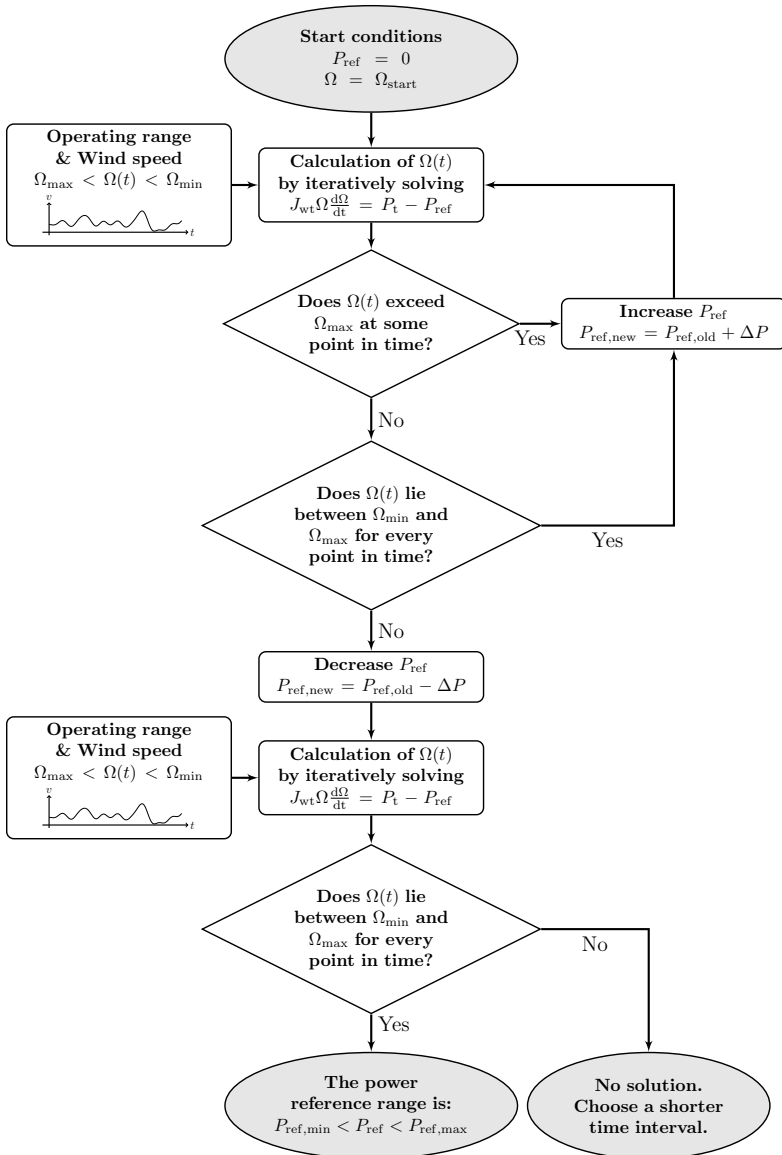 Start conditions
P_ref = 0
Ω = Ω_start
Operating range
& Wind speed
Ω_max < Ω(t) < Ω_min
v
t
Calculation of Ω(t)
by iteratively solving
J_wt Ω dΩ/dt = P_t − P_ref
Does Ω(t) exceed
Ω_max at some
point in time?
Yes
Increase P_ref
P_ref,new = P_ref,old + ΔP
No
Does Ω(t) lie
between Ω_min and
Ω_max for every
point in time?
Yes
No
Decrease P_ref
P_ref,new = P_ref,old − ΔP
Operating range
& Wind speed
Ω_max < Ω(t) < Ω_min
v
t
Calculation of Ω(t)
by iteratively solving
J_wt Ω dΩ/dt = P_t − P_ref
Does Ω(t) lie
between Ω_min and
Ω_max for every
point in time?
No
Yes
The power
reference range is:
P_ref,min < P_ref < P_ref,max
No solution.
Choose a shorter
time interval.